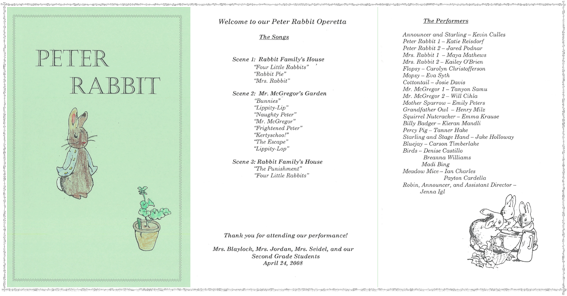 PETER
RABBIT
Welcome to our Peter Rabbit Operetta
The Songs
Scene 1: Rabbit Family's House
"Four Little Rabbits"
"Rabbit Pie"
"Mrs. Rabbit"
Scene 2: Mr. McGregor's Garden
"Bunnies"
"Lippity-Lip"
"Naughty Peter"
"Mr. McGregor"
"Frightened Peter"
"Kertyschoo!"
"The Escape"
"Lippity-Lop"
Scene 2: Rabbit Family's House
"The Punishment"
"Four Little Rabbits"
Thank you for attending our performance!
Mrs. Blaylock, Mrs. Jordan, Mrs. Seidel, and our
Second Grade Students
April 24, 2008
The Performers
Announcer and Starling – Kevin Culles
Peter Rabbit 1 – Katie Reisdorf
Peter Rabbit 2 – Jared Podnar
Mrs. Rabbit 1 – Maya Mathews
Mrs. Rabbit 2 – Kasley O'Brien
Flopsy – Carolyn Christofferson
Mopsy – Eva Syth
Cottontail – Josie Davis
Mr. McGregor 1 – Tanyon Samu
Mr. McGregor 2 – Will Cihla
Mother Sparrow – Emily Peters
Grandfather Owl – Henry Milz
Squirrel Nutcracker – Emma Krause
Billy Badger – Kieran Mandli
Percy Pig – Tanner Hake
Starling and Stage Hand – Jake Holloway
Bluejay – Carson Timberlake
Birds – Denise Castillo
Breanna Williams
Madi Bing
Meadow Mice – Ian Charles
Payton Cardella
Robin, Announcer, and Assistant Director –
Jenna Igl